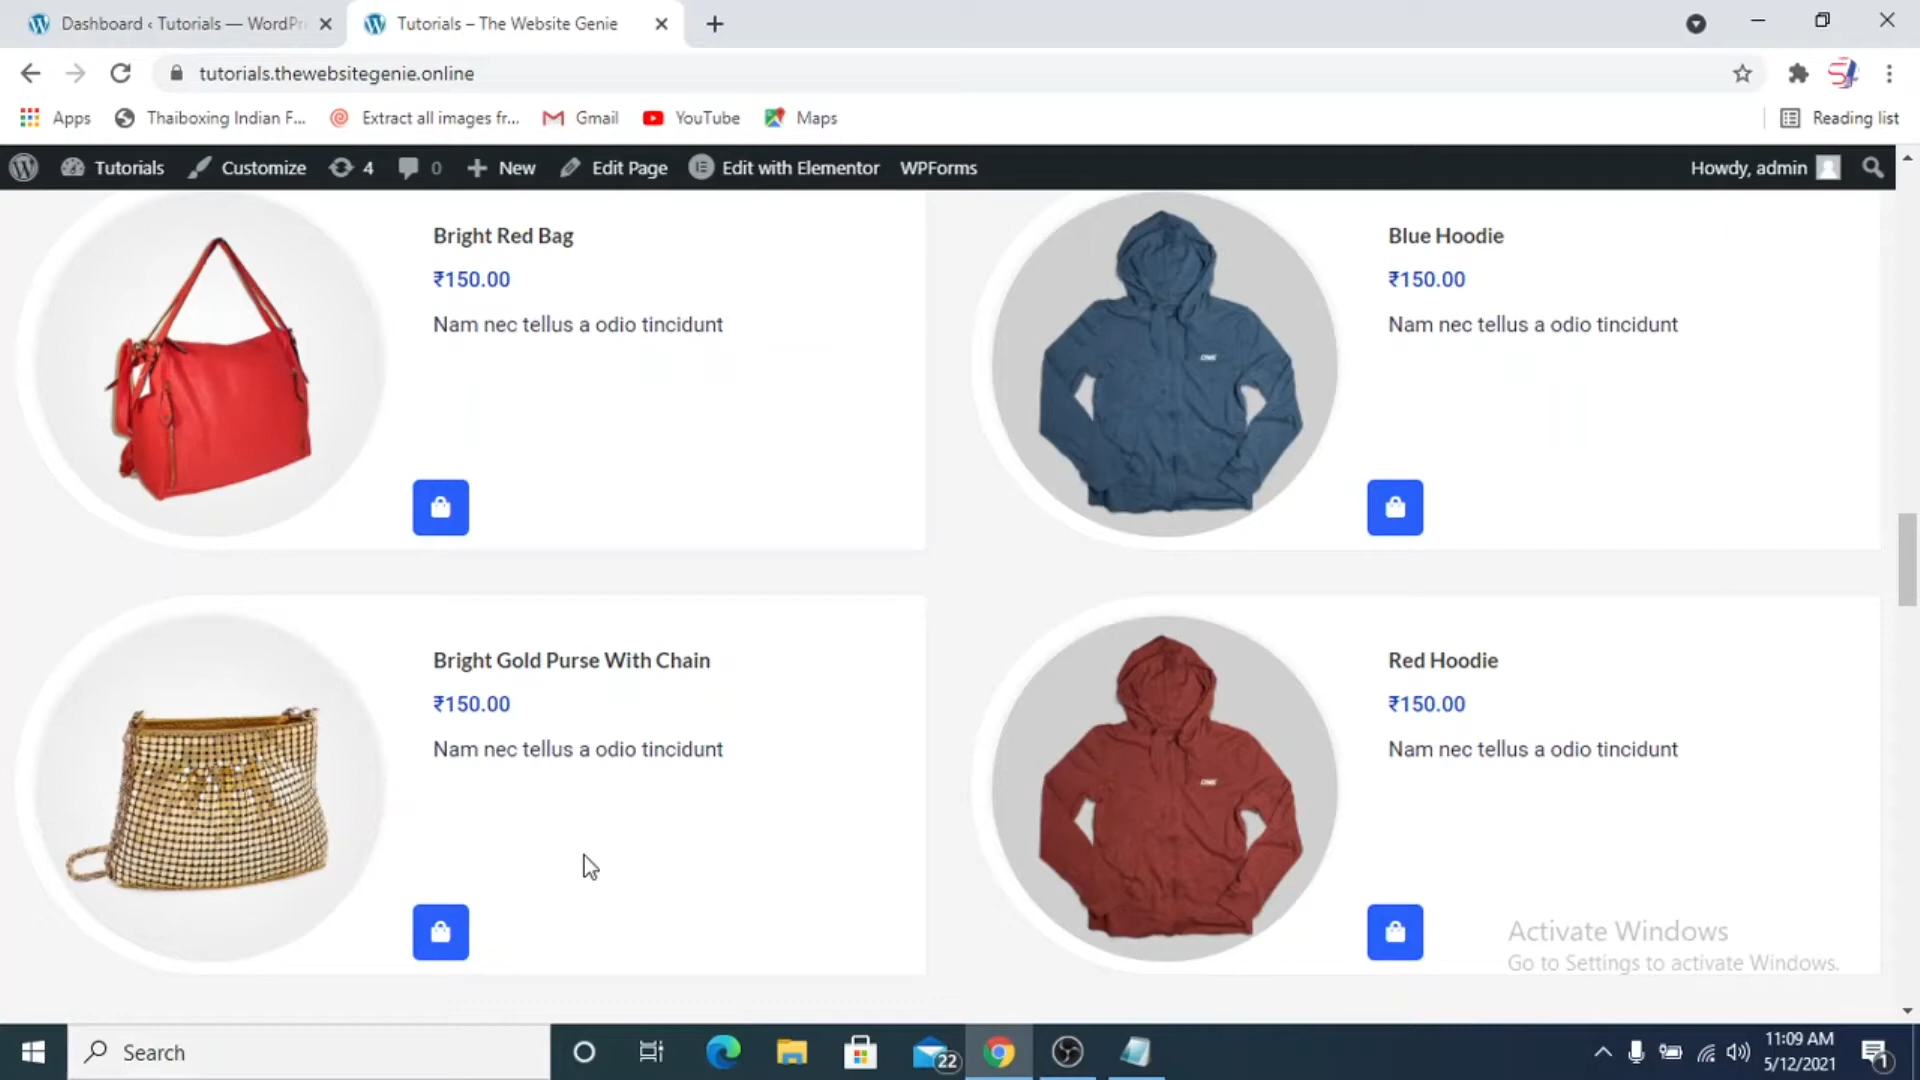 Dashboard ‹ Tutorials — WordPr
Tutorials – The Website Genie
tutorials.thewebsitegenie.online
Apps
Thaiboxing Indian F...
Extract all images fr...
Gmail
YouTube
Maps
Reading list
Tutorials
Customize
4
0
New
Edit Page
Edit with Elementor
WPForms
Howdy, admin
Bright Red Bag
₹150.00
Nam nec tellus a odio tincidunt
Blue Hoodie
₹150.00
Nam nec tellus a odio tincidunt
Bright Gold Purse With Chain
₹150.00
Nam nec tellus a odio tincidunt
Red Hoodie
₹150.00
Nam nec tellus a odio tincidunt
Activate Windows
Go to Settings to activate Windows.
Search
22
11:09 AM
5/12/2021
1